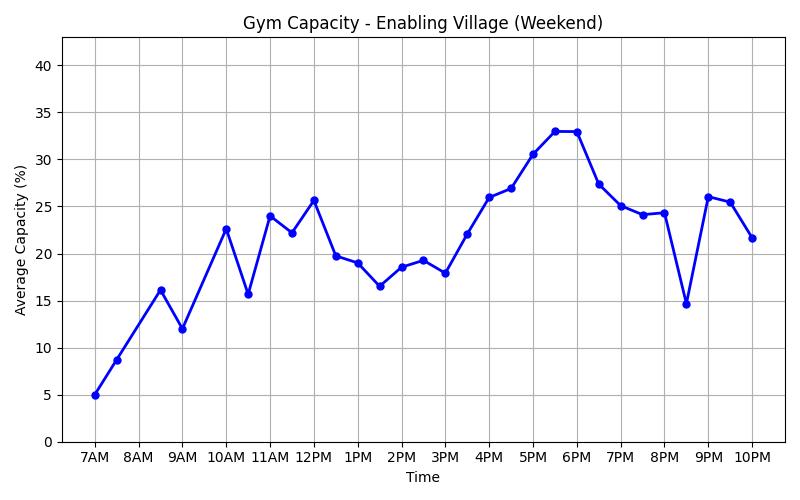 Gym Capacity - Enabling Village (Weekend)
Average Capacity (%)
40
35
30
25
20
15
10
5
0
7AM 8AM 9AM 10AM 11AM 12PM 1PM 2PM 3PM 4PM 5PM 6PM 7PM 8PM 9PM 10PM
Time